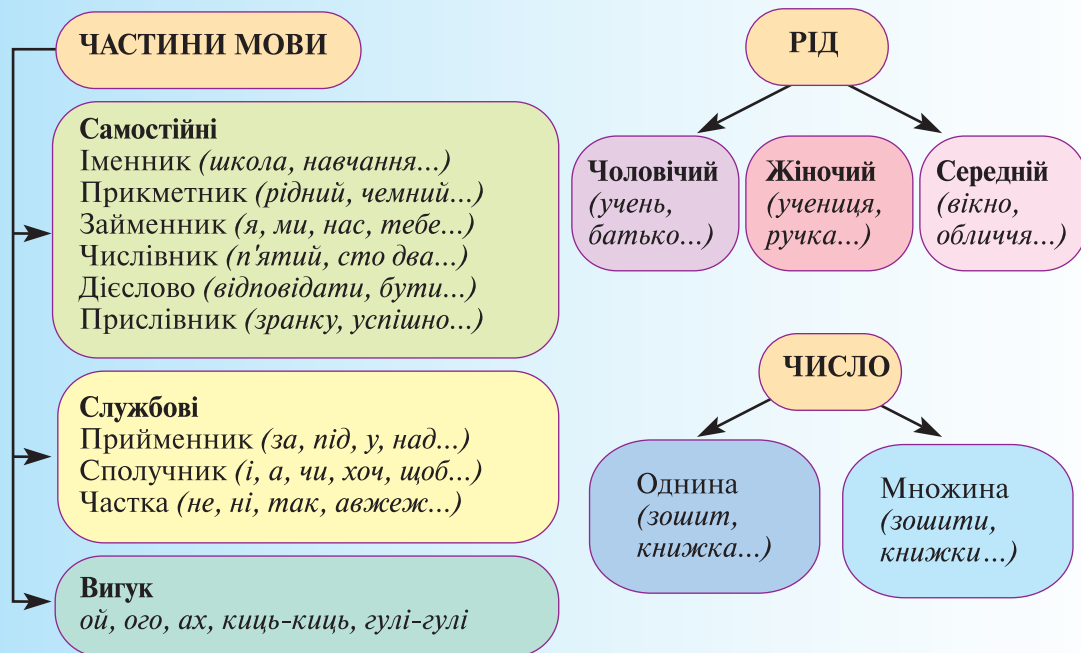 ЧАСТИНИ МОВИ
Самостійні
Іменник (школа, навчання...)
Прикметник (рідний, чемний...)
Займенник (я, ми, нас, тебе...)
Числівник (п'ятий, сто два...)
Дієслово (відповідати, бути...)
Прислівник (зранку, успішно...)
Службові
Прийменник (за, під, у, над...)
Сполучник (і, а, чи, хоч, щоб...)
Частка (не, ні, так, авжеж...)
Вигук
ой, ого, ах, киць-киць, гулі-гулі
РІД
Чоловічий
(учень,
батько...)
Жіночий
(учениця,
ручка...)
Середній
(вікно,
обличчя...)
ЧИСЛО
Однина
(зошит,
книжка...)
Множина
(зошити,
книжки...)